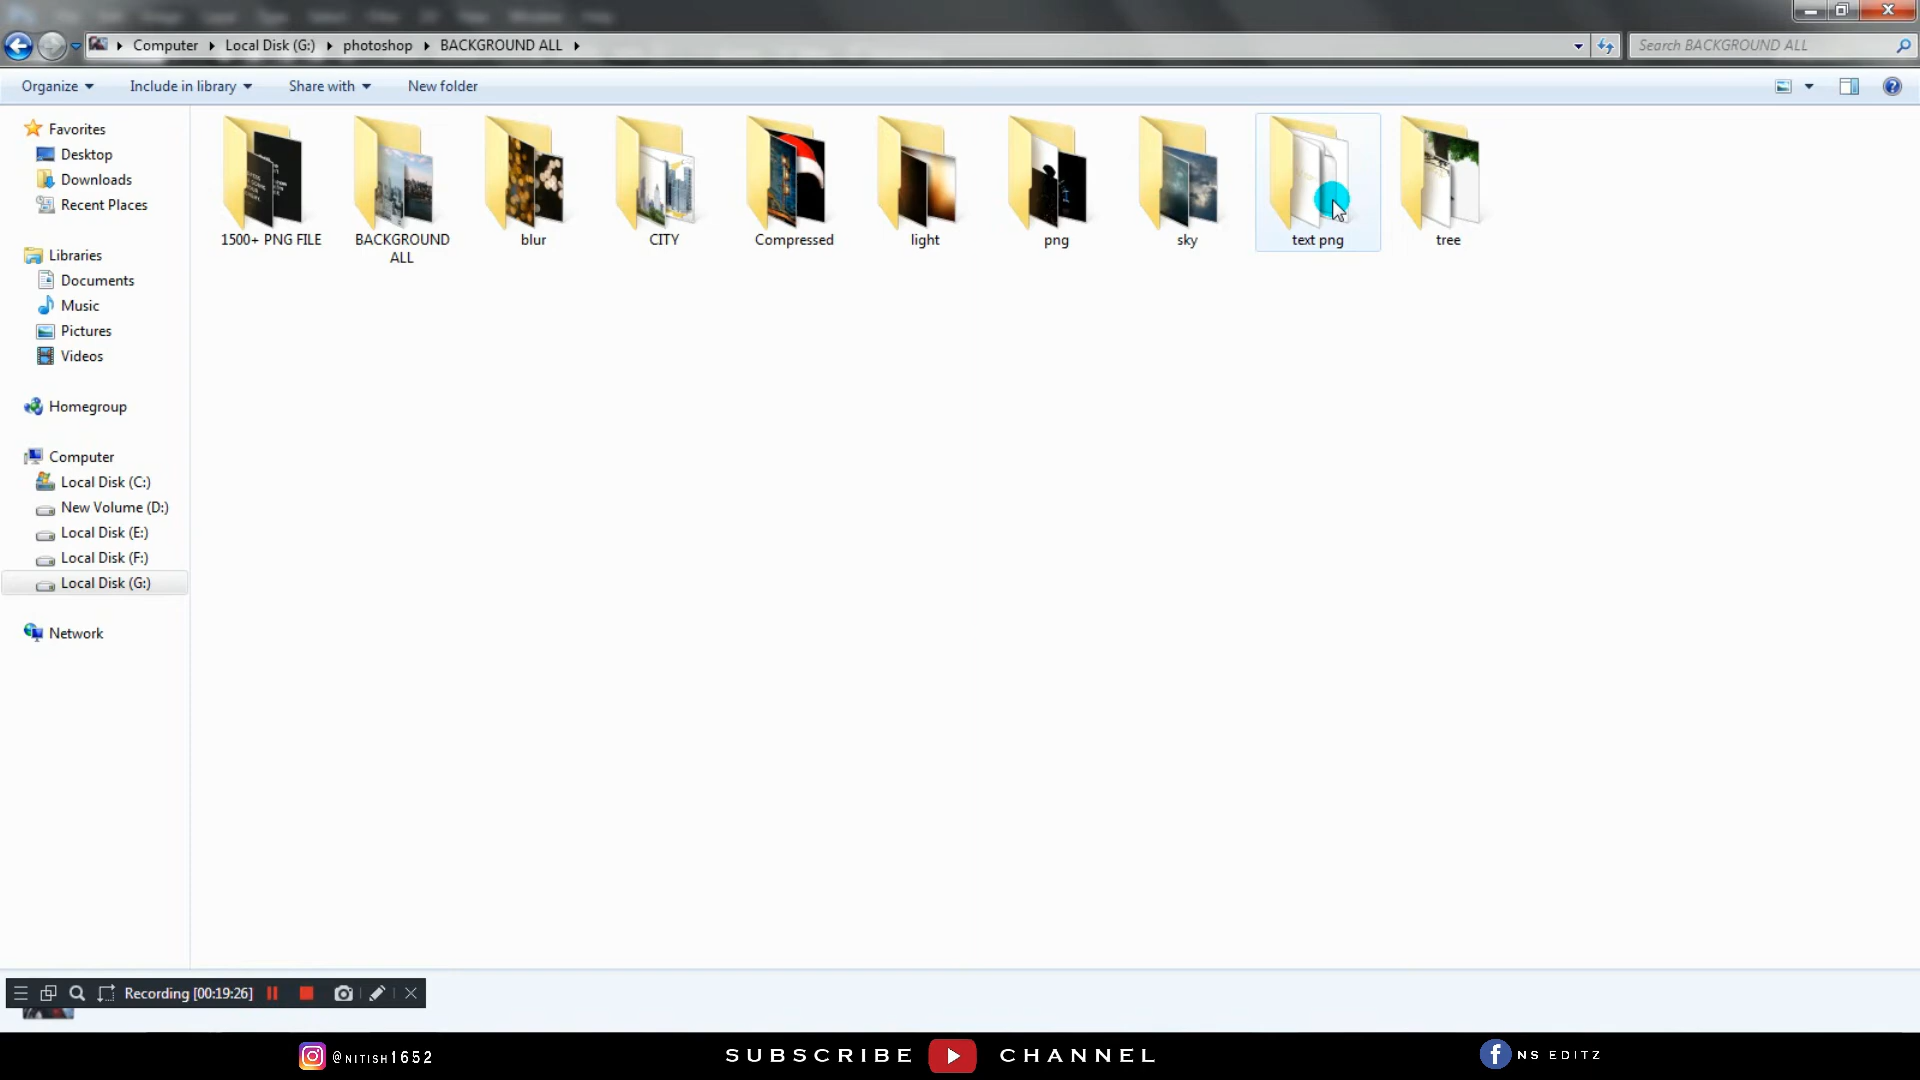 Computer Local Disk (G:) photoshop BACKGROUND ALL Search BACKGROUND ALL
Organize Include in library Share with New folder
Favorites
Desktop
Downloads
Recent Places
Libraries
Documents
Music
Pictures
Videos
Homegroup
Computer
Local Disk (C:)
New Volume (D:)
Local Disk (E:)
Local Disk (F:)
Local Disk (G:)
Network
1500+ PNG FILE
BACKGROUND
ALL
blur
CITY
Compressed
light
png
sky
text png
tree
Recording [00:19:26]
@NITISH1652
SUBSCRIBE CHANNEL
NS EDITZ